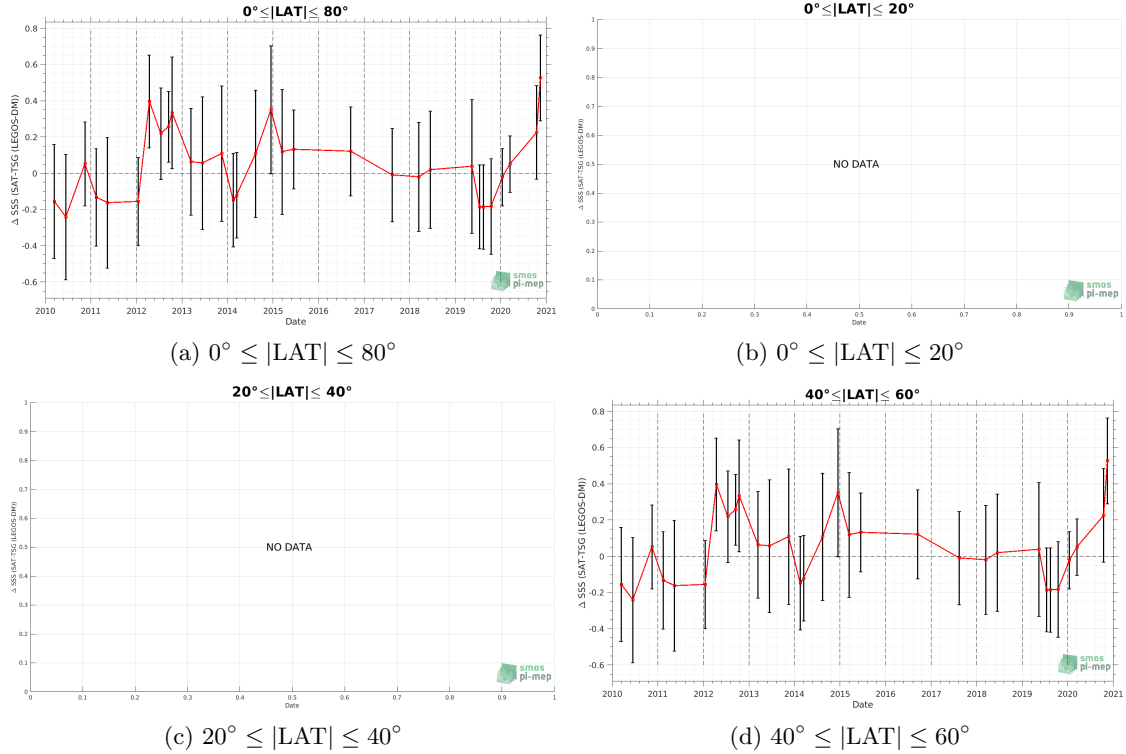 0°≤|LAT|≤ 80°
Δ SSS (SAT-TSG (LEGOS-DM))
0.8
0.6
0.4
0.2
0
-0.2
-0.4
-0.6
2010 2011 2012 2013 2014 2015 2016 2017 2018 2019 2020 2021
Date
smos
pi-mep
(a) 0° ≤ |LAT| ≤ 80°
0°≤|LAT|≤ 20°
Δ SSS (SAT-TSG (LEGOS-DM))
1
0.9
0.8
0.7
0.6
0.5
0.4
0.3
0.2
0.1
0
NO DATA
0 0.1 0.2 0.3 0.4 0.5 0.6 0.7 0.8 0.9 1
Date
smos
pi-mep
(b) 0° ≤ |LAT| ≤ 20°
20°≤|LAT|≤ 40°
Δ SSS (SAT-TSG (LEGOS-DM))
1
0.9
0.8
0.7
0.6
0.5
0.4
0.3
0.2
0.1
0
NO DATA
0 0.1 0.2 0.3 0.4 0.5 0.6 0.7 0.8 0.9 1
Date
smos
pi-mep
(c) 20° ≤ |LAT| ≤ 40°
40°≤|LAT|≤ 60°
Δ SSS (SAT-TSG (LEGOS-DM))
0.8
0.6
0.4
0.2
0
-0.2
-0.4
-0.6
2010 2011 2012 2013 2014 2015 2016 2017 2018 2019 2020 2021
Date
smos
pi-mep
(d) 40° ≤ |LAT| ≤ 60°